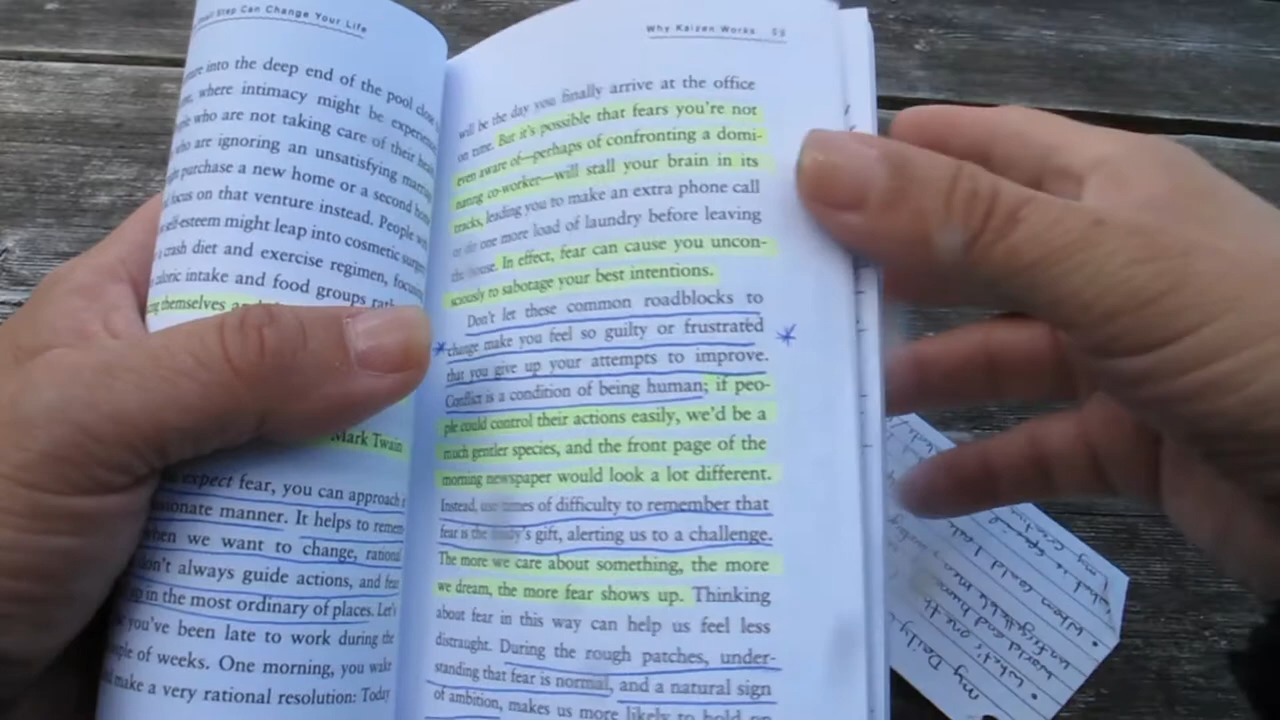 Step Can Change Your Life
into the deep end of the pool
where intimacy might be
who are not taking care of their
who are ignoring an unsatisfying
purchase a new home or a second
focus on that venture instead. People
self-esteem might leap into cosmetic
crash diet and exercise regimen,
caloric intake and food groups
themselves
Mark Twain
expect fear, you can approach
manner. It helps to
when we want to change,
don't always guide actions, and fear
up in the most ordinary of places. Let's
you've been late to work during the
of weeks. One morning, you wake
make a very rational resolution: Today
Why Kaizen Works
will be the day you finally arrive at the office
on time. But it's possible that fears you're not
even aware of—perhaps of confronting a domi-
nating co-worker—will stall your brain in its
tracks, leading you to make an extra phone call
or do one more load of laundry before leaving
the house. In effect, fear can cause you uncon-
sciously to sabotage your best intentions.
Don't let these common roadblocks to
change make you feel so guilty or frustrated
that you give up your attempts to improve.
Conflict is a condition of being human; if peo-
ple could control their actions easily, we'd be a
much gentler species, and the front page of the
morning newspaper would look a lot different.
Instead, use times of difficulty to remember that
fear is the body's gift, alerting us to a challenge.
The more we care about something, the more
we dream, the more fear shows up. Thinking
about fear in this way can help us feel less
distraught. During the rough patches, under-
standing that fear is normal, and a natural sign
of ambition, makes us more likely to hold on
My Daily
• What's one
• When could I